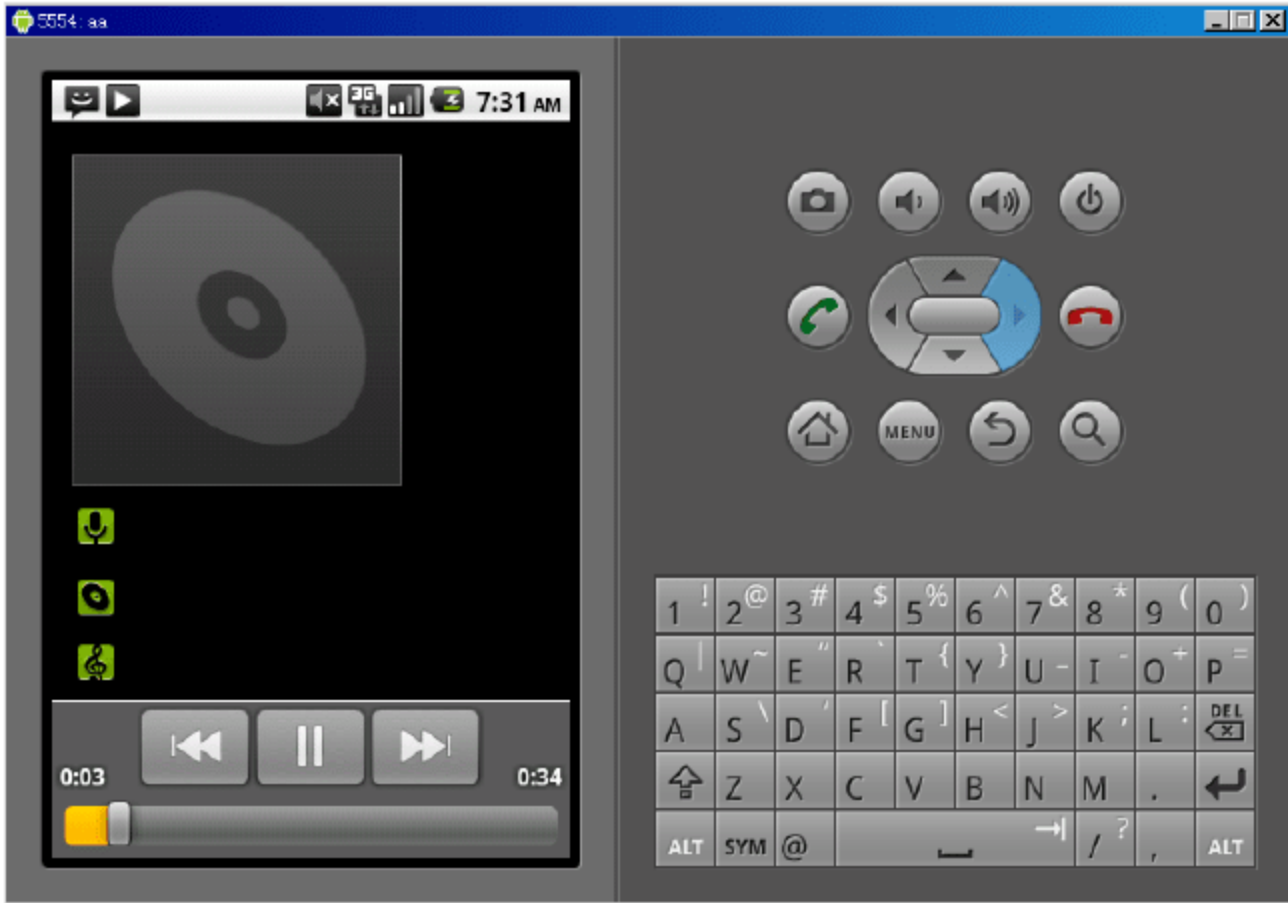 5554: aa
3G
7:31 AM
MENU
0:03
0:34
1 ! 2 @ 3 # 4 $ 5 % 6 ^ 7 & 8 * 9 ( 0 )
Q | W ~ E " R ` T { Y } U _ I - O + P =
A S \ D ' F [ G ] H < J > K ; L : DEL
Z X C V B N M .
ALT SYM @ / ? , ALT